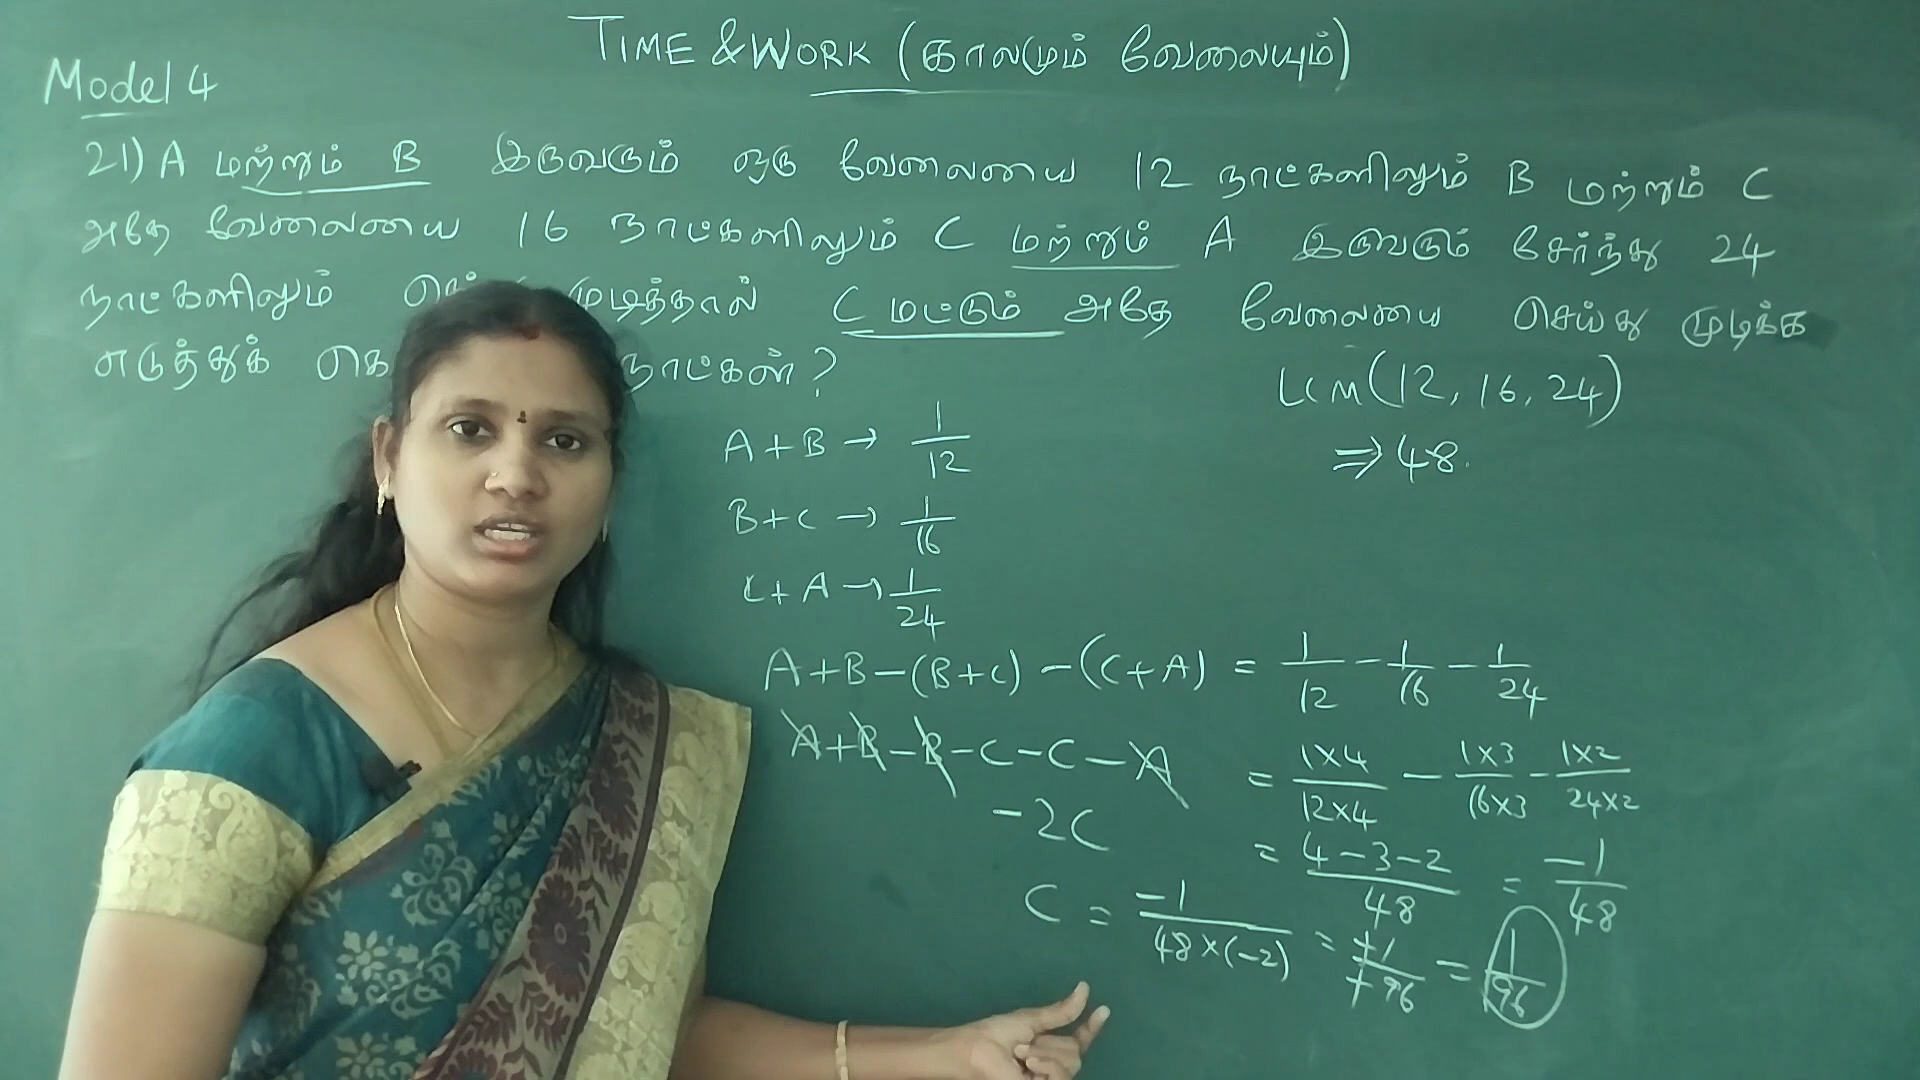 TIME & WORK (காலமும் வேலையும்)
Model 4
21) A மற்றும் B இருவரும் ஒரு வேலையை 12 நாட்களிலும் B மற்றும் C
அதே வேலையை 16 நாட்களிலும் C மற்றும் A இருவரும் சேர்ந்து 24
நாட்களிலும் முடித்தால் C மட்டும் அதே வேலையை செய்து முடிக்க
எடுத்துக் நாட்கள்?
LCM(12, 16, 24)
⇒ 48.
A+B → 1/12
B+C → 1/16
C+A → 1/24
A+B-(B+C)-(C+A) = 1/12 - 1/16 - 1/24
A+B-B-C-C-A = 1×4/12×4 - 1×3/16×3 - 1×2/24×2
-2C = 4-3-2/48 = -1/48
C = -1/48×(-2) = +1/+96 = 1/96